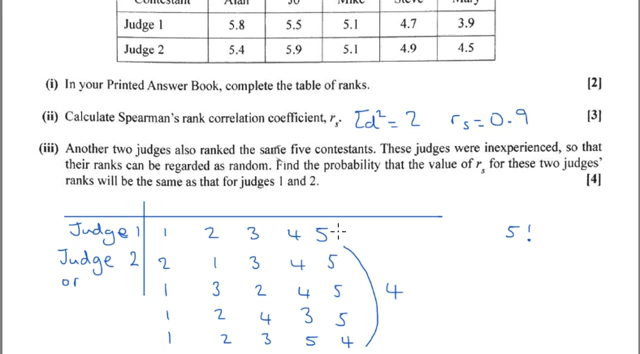 Contestant Alan Jo Mike Steve Mary
Judge 1 5.8 5.5 5.1 4.7 3.9
Judge 2 5.4 5.9 5.1 4.9 4.5
(i) In your Printed Answer Book, complete the table of ranks. [2]
(ii) Calculate Spearman's rank correlation coefficient, rₛ. Σd² = 2 rₛ = 0.9 [3]
(iii) Another two judges also ranked the same five contestants. These judges were inexperienced, so that
their ranks can be regarded as random. Find the probability that the value of rₛ for these two judges'
ranks will be the same as that for judges 1 and 2. [4]
Judge 1 1 2 3 4 5 5!
Judge 2 2 1 3 4 5
or 1 3 2 4 5 4
1 2 4 3 5
1 2 3 5 4